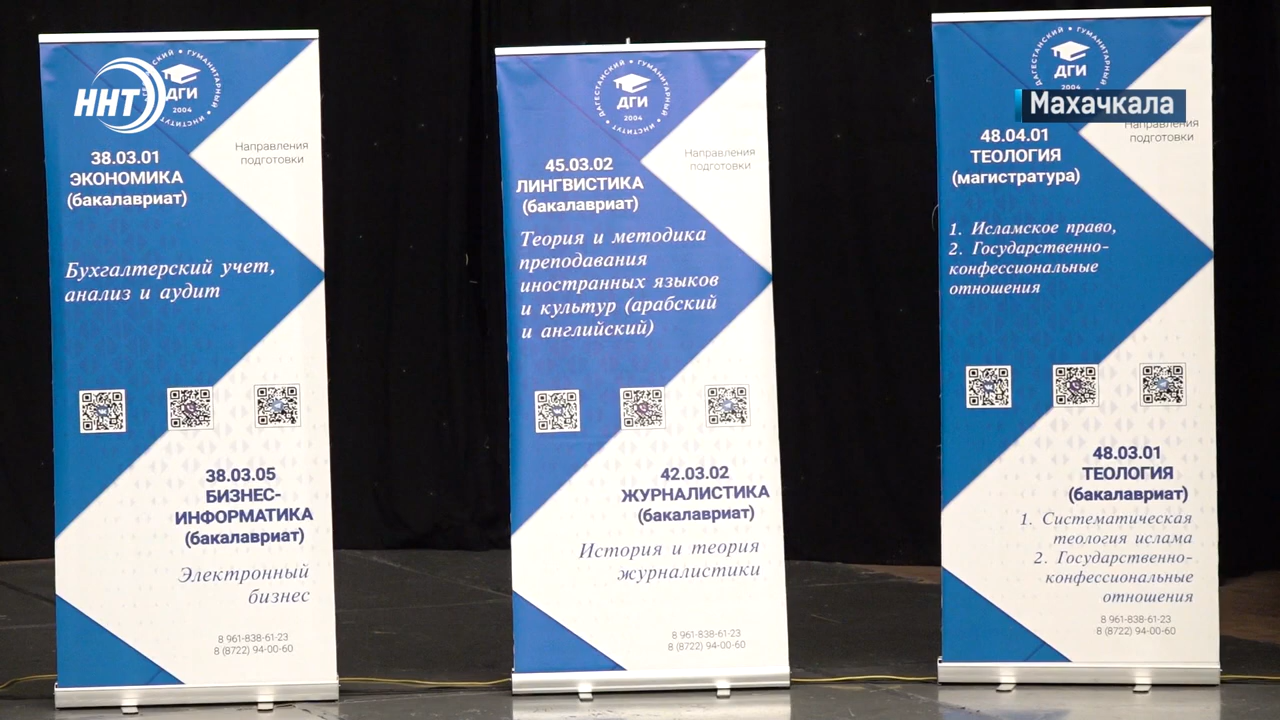 ННТ
ДАГЕСТАНСКИЙ • ГУМАНИТАРНЫЙ • ИНСТИТУТ •
ДГИ
2004
Направления
подготовки
38.03.01
ЭКОНОМИКА
(бакалавриат)
Бухгалтерский учет,
анализ и аудит
38.03.05
БИЗНЕС-
ИНФОРМАТИКА
(бакалавриат)
Электронный
бизнес
8 961-838-61-23
8 (8722) 94-00-60
ДАГЕСТАНСКИЙ • ГУМАНИТАРНЫЙ • ИНСТИТУТ •
ДГИ
2004
Направления
подготовки
45.03.02
ЛИНГВИСТИКА
(бакалавриат)
Теория и методика
преподавания
иностранных языков
и культур (арабский
и английский)
42.03.02
ЖУРНАЛИСТИКА
(бакалавриат)
История и теория
журналистики
8 961-838-61-23
8 (8722) 94-00-60
ДАГЕСТАНСКИЙ • ГУМАНИТАРНЫЙ
ДГИ
Махачкала
Направления
подготовки
48.04.01
ТЕОЛОГИЯ
(магистратура)
1. Исламское право,
2. Государственно-
конфессиональные
отношения
48.03.01
ТЕОЛОГИЯ
(бакалавриат)
1. Систематическая
теология ислама
2. Государственно-
конфессиональные
отношения
8 961-838-61-23
8 (8722) 94-00-60